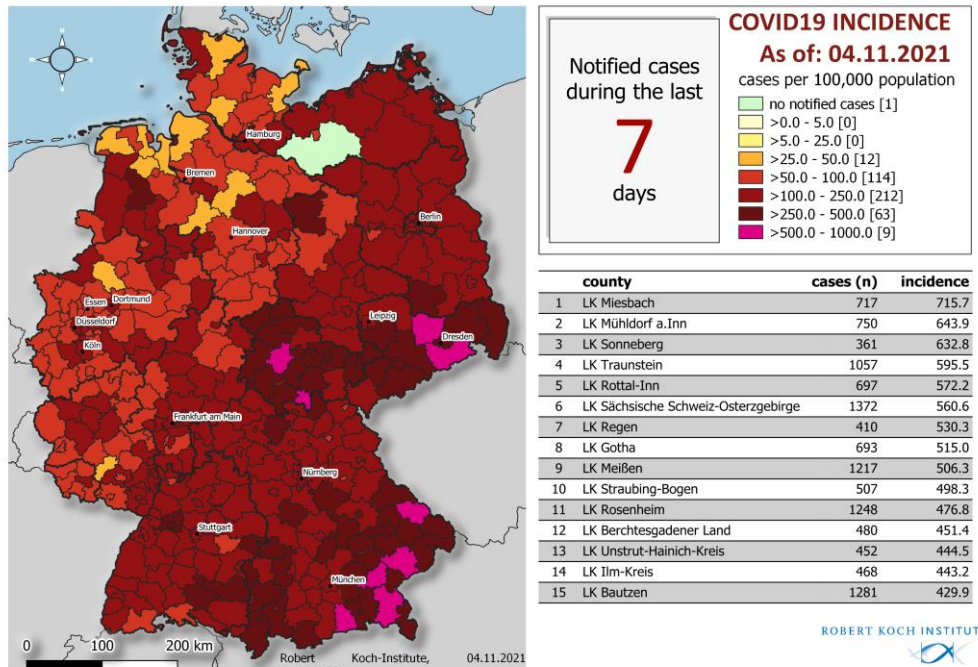 Hamburg
Bremen
Berlin
Hannover
Essen
Dortmund
Düsseldorf
Köln
Leipzig
Dresden
Frankfurt am Main
Nürnberg
Stuttgart
München
0 100 200 km
Robert Koch-Institute, 04.11.2021
Notified cases
during the last
7
days
COVID19 INCIDENCE
As of: 04.11.2021
cases per 100,000 population
no notified cases [1]
>0.0 - 5.0 [0]
>5.0 - 25.0 [0]
>25.0 - 50.0 [12]
>50.0 - 100.0 [114]
>100.0 - 250.0 [212]
>250.0 - 500.0 [63]
>500.0 - 1000.0 [9]
county cases (n) incidence
1 LK Miesbach 717 715.7
2 LK Mühldorf a.Inn 750 643.9
3 LK Sonneberg 361 632.8
4 LK Traunstein 1057 595.5
5 LK Rottal-Inn 697 572.2
6 LK Sächsische Schweiz-Osterzgebirge 1372 560.6
7 LK Regen 410 530.3
8 LK Gotha 693 515.0
9 LK Meißen 1217 506.3
10 LK Straubing-Bogen 507 498.3
11 LK Rosenheim 1248 476.8
12 LK Berchtesgadener Land 480 451.4
13 LK Unstrut-Hainich-Kreis 452 444.5
14 LK Ilm-Kreis 468 443.2
15 LK Bautzen 1281 429.9
ROBERT KOCH INSTITUT